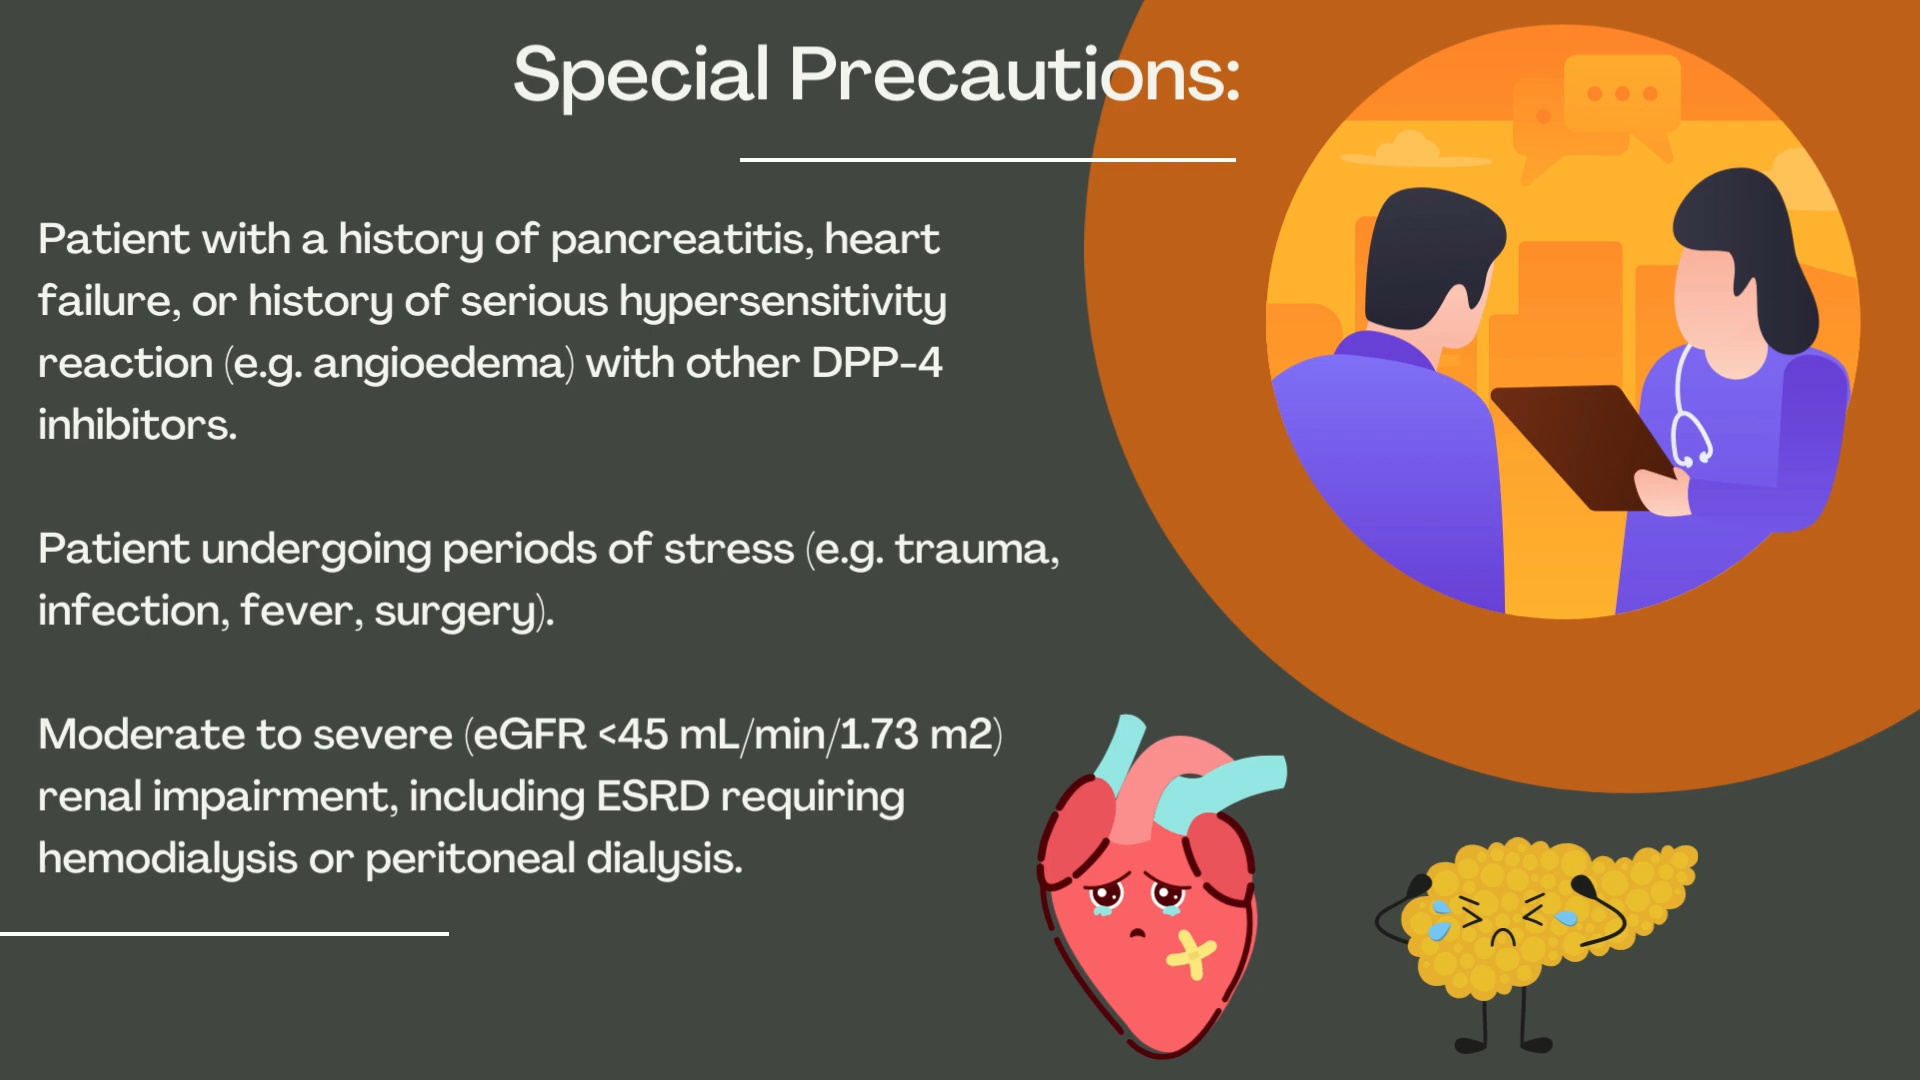 Special Precautions:
Patient with a history of pancreatitis, heart
failure, or history of serious hypersensitivity
reaction (e.g. angioedema) with other DPP-4
inhibitors.
Patient undergoing periods of stress (e.g. trauma,
infection, fever, surgery).
Moderate to severe (eGFR <45 mL/min/1.73 m2)
renal impairment, including ESRD requiring
hemodialysis or peritoneal dialysis.